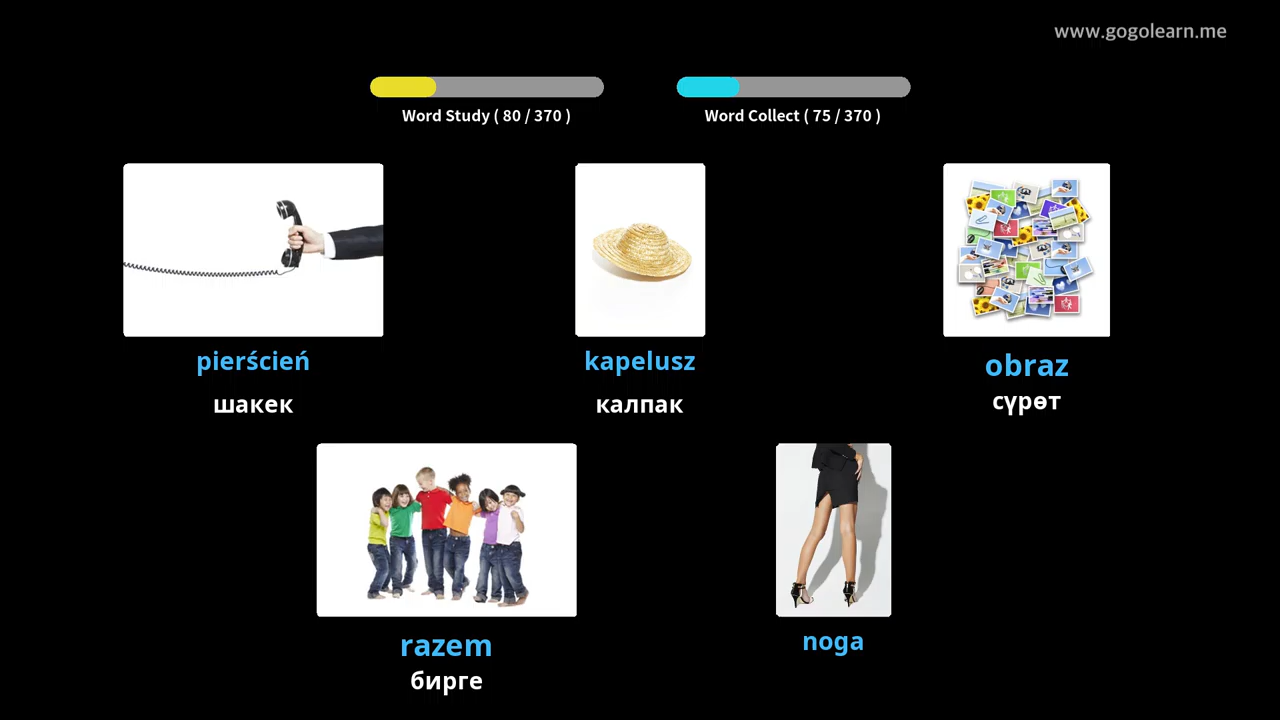 www.gogolearn.me
Word Study ( 80 / 370 )
Word Collect ( 75 / 370 )
pierścień
шакек
kapelusz
калпак
obraz
сүрөт
razem
бирге
noga